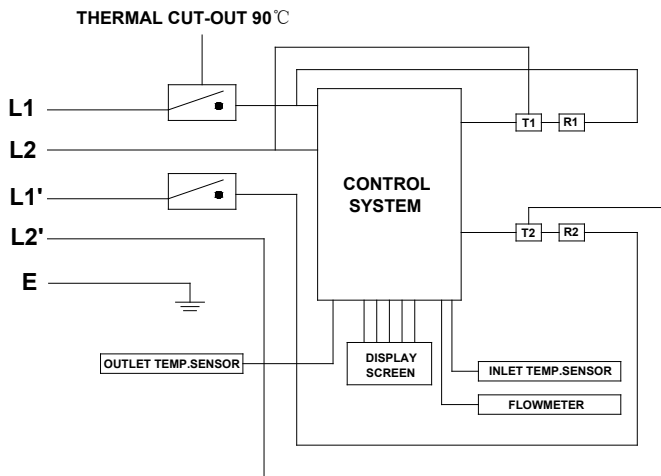 THERMAL CUT-OUT 90℃
L1
T1
R1
L2
L1'
CONTROL
SYSTEM
L2'
T2
R2
E
OUTLET TEMP.SENSOR
DISPLAY
SCREEN
INLET TEMP.SENSOR
FLOWMETER